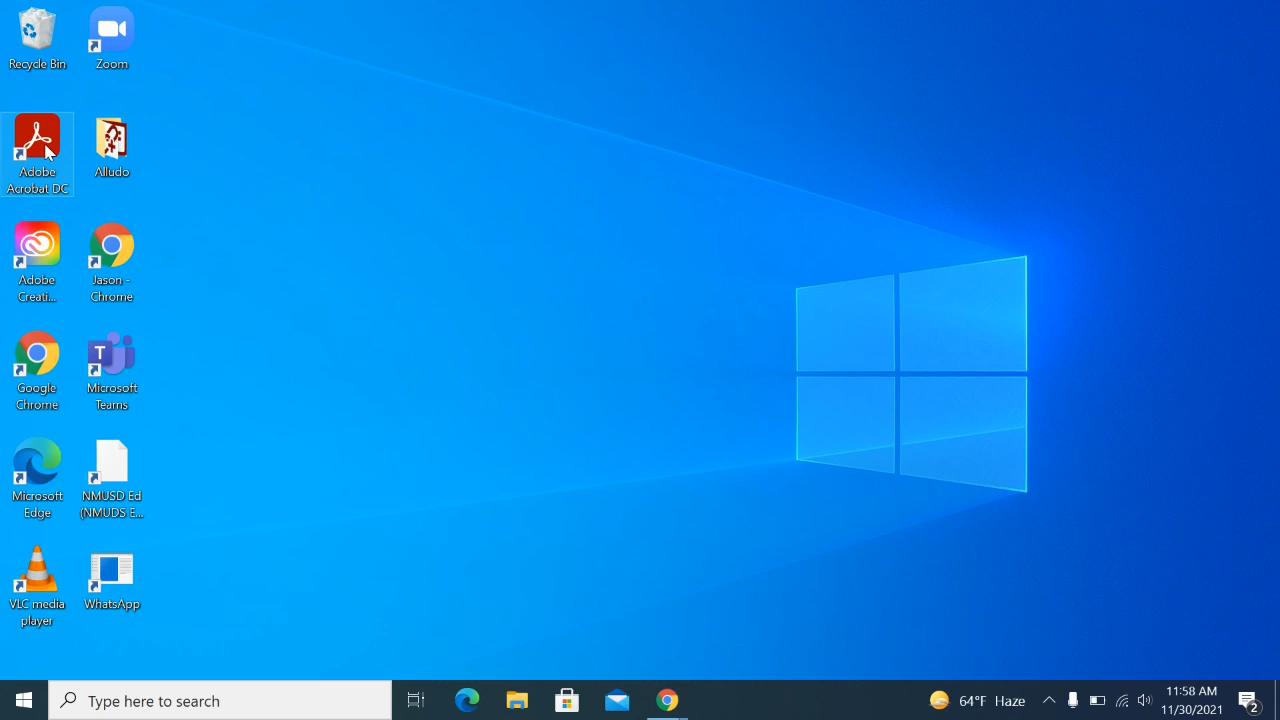 Recycle Bin
Zoom
Adobe
Acrobat DC
Alludo
Adobe
Creati...
Jason -
Chrome
Google
Chrome
T
Microsoft
Teams
Microsoft
Edge
NMUSD Ed
(NMUDS E...
VLC media
player
WhatsApp
Type here to search
64°F Haze
11:58 AM
11/30/2021
2